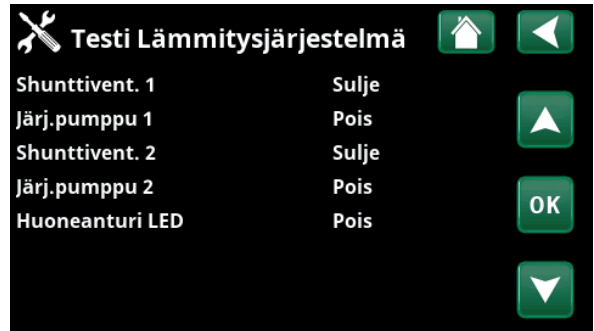 Testi Lämmitysjärjestelmä
Shunttivent. 1 Sulje
Järj.pumppu 1 Pois
Shunttivent. 2 Sulje
Järj.pumppu 2 Pois
Huoneanturi LED Pois
OK